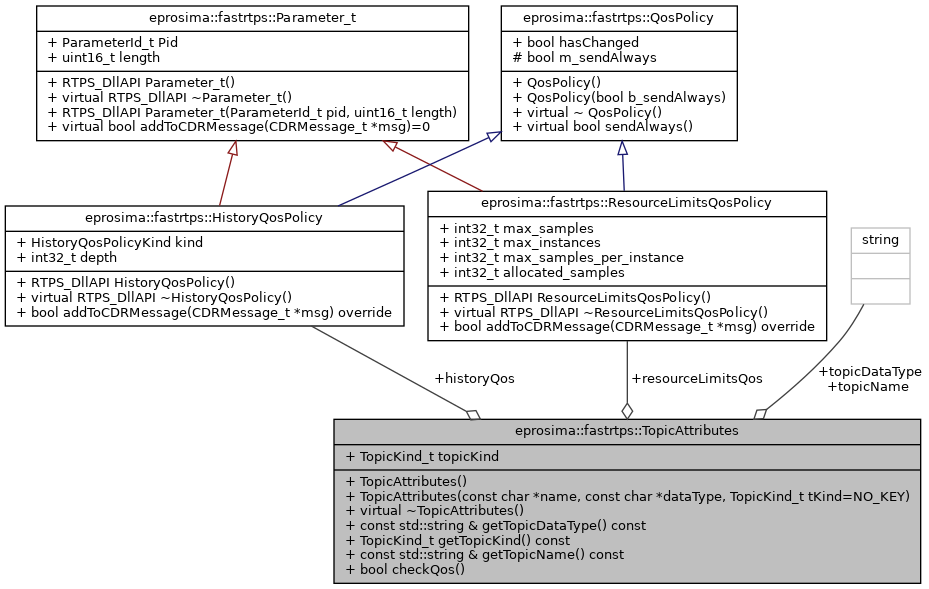 eprosima::fastrtps::Parameter_t
+ ParameterId_t Pid
+ uint16_t length
+ RTPS_DllAPI Parameter_t()
+ virtual RTPS_DllAPI ~Parameter_t()
+ RTPS_DllAPI Parameter_t(ParameterId_t pid, uint16_t length)
+ virtual bool addToCDRMessage(CDRMessage_t *msg)=0
eprosima::fastrtps::QosPolicy
+ bool hasChanged
# bool m_sendAlways
+ QosPolicy()
+ QosPolicy(bool b_sendAlways)
+ virtual ~ QosPolicy()
+ virtual bool sendAlways()
eprosima::fastrtps::HistoryQosPolicy
+ HistoryQosPolicyKind kind
+ int32_t depth
+ RTPS_DllAPI HistoryQosPolicy()
+ virtual RTPS_DllAPI ~HistoryQosPolicy()
+ bool addToCDRMessage(CDRMessage_t *msg) override
eprosima::fastrtps::ResourceLimitsQosPolicy
+ int32_t max_samples
+ int32_t max_instances
+ int32_t max_samples_per_instance
+ int32_t allocated_samples
+ RTPS_DllAPI ResourceLimitsQosPolicy()
+ virtual RTPS_DllAPI ~ResourceLimitsQosPolicy()
+ bool addToCDRMessage(CDRMessage_t *msg) override
string
+historyQos
+resourceLimitsQos
+topicDataType
+topicName
eprosima::fastrtps::TopicAttributes
+ TopicKind_t topicKind
+ TopicAttributes()
+ TopicAttributes(const char *name, const char *dataType, TopicKind_t tKind=NO_KEY)
+ virtual ~TopicAttributes()
+ const std::string & getTopicDataType() const
+ TopicKind_t getTopicKind() const
+ const std::string & getTopicName() const
+ bool checkQos()